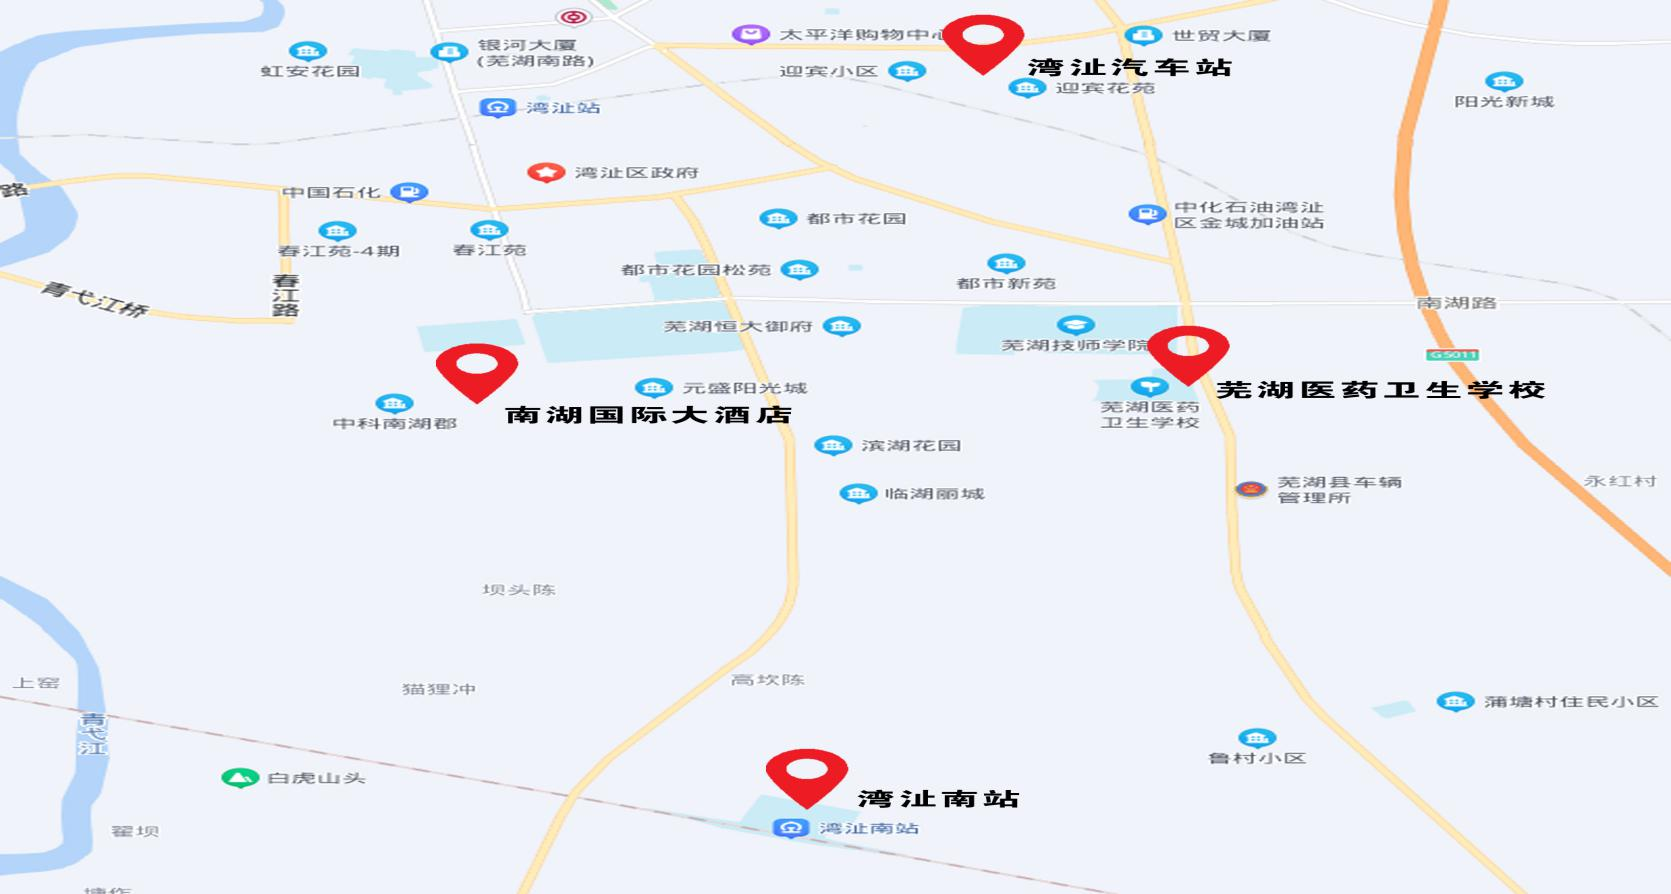 银河大厦
(芜湖南路)
虹安花园
太平洋购物中心
世贸大厦
迎宾小区
湾沚汽车站
迎宾花苑
阳光新城
湾沚站
湾沚区政府
路
中国石化
都市花园
中化石油湾沚
区金城加油站
春江苑-4期
春江苑
都市花园松苑
都市新苑
春江路
青弋江桥
南湖路
芜湖恒大御府
芜湖技师学院
G5011
元盛阳光城
芜湖医药卫生学校
中科南湖郡
南湖国际大酒店
芜湖医药
卫生学校
滨湖花园
临湖丽城
芜湖县车辆
管理所
永红村
坝头陈
上窑
猫狸冲
高坎陈
蒲塘村住民小区
青弋江
鲁村小区
白虎山头
湾沚南站
湾沚南站
翟坝